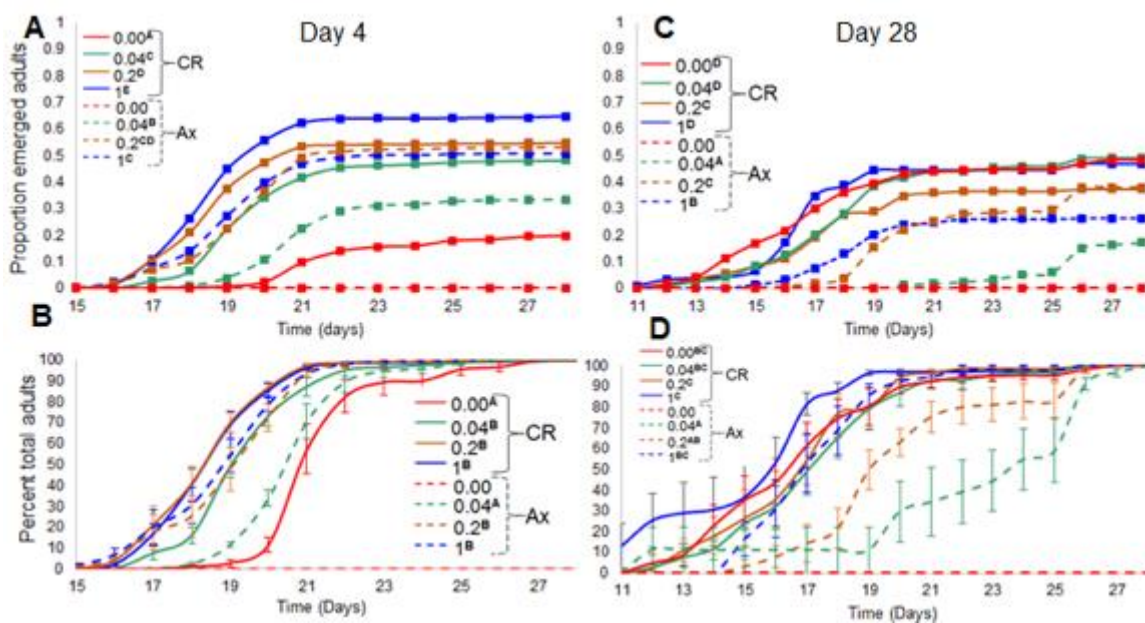 A
Day 4
1
0.9
0.8
0.7
0.6
0.5
0.4
0.3
0.2
0.1
0
Proportion emerged adults
0.00ᴬ
0.04ᶜ
0.2ᴰ
1ᴱ
CR
0.00
0.04ᴮ
0.2ᶜᴰ
1ᶜ
Ax
15 17 19 21 23 25 27
Time (days)
C
Day 28
1
0.9
0.8
0.7
0.6
0.5
0.4
0.3
0.2
0.1
0
0.00ᴰ
0.04ᴰ
0.2ᶜ
1ᴰ
CR
0.00
0.04ᴬ
0.2ᶜ
1ᴮ
Ax
11 13 15 17 19 21 23 25 27
Time (Days)
B
100
90
80
70
60
50
40
30
20
10
0
Percent total adults
0.00ᴬ
0.04ᴮ
0.2ᴮ
1ᴮ
CR
0.00
0.04ᴬ
0.2ᴮ
1ᴮ
Ax
15 17 19 21 23 25 27
Time (Days)
D
100
90
80
70
60
50
40
30
20
10
0
0.00ᴮᶜ
0.04ᴮᶜ
0.2ᶜ
1ᶜ
CR
0.00
0.04ᴬ
0.2ᴬᴮ
1ᴮᶜ
Ax
11 13 15 17 19 21 23 25 27
Time (Days)